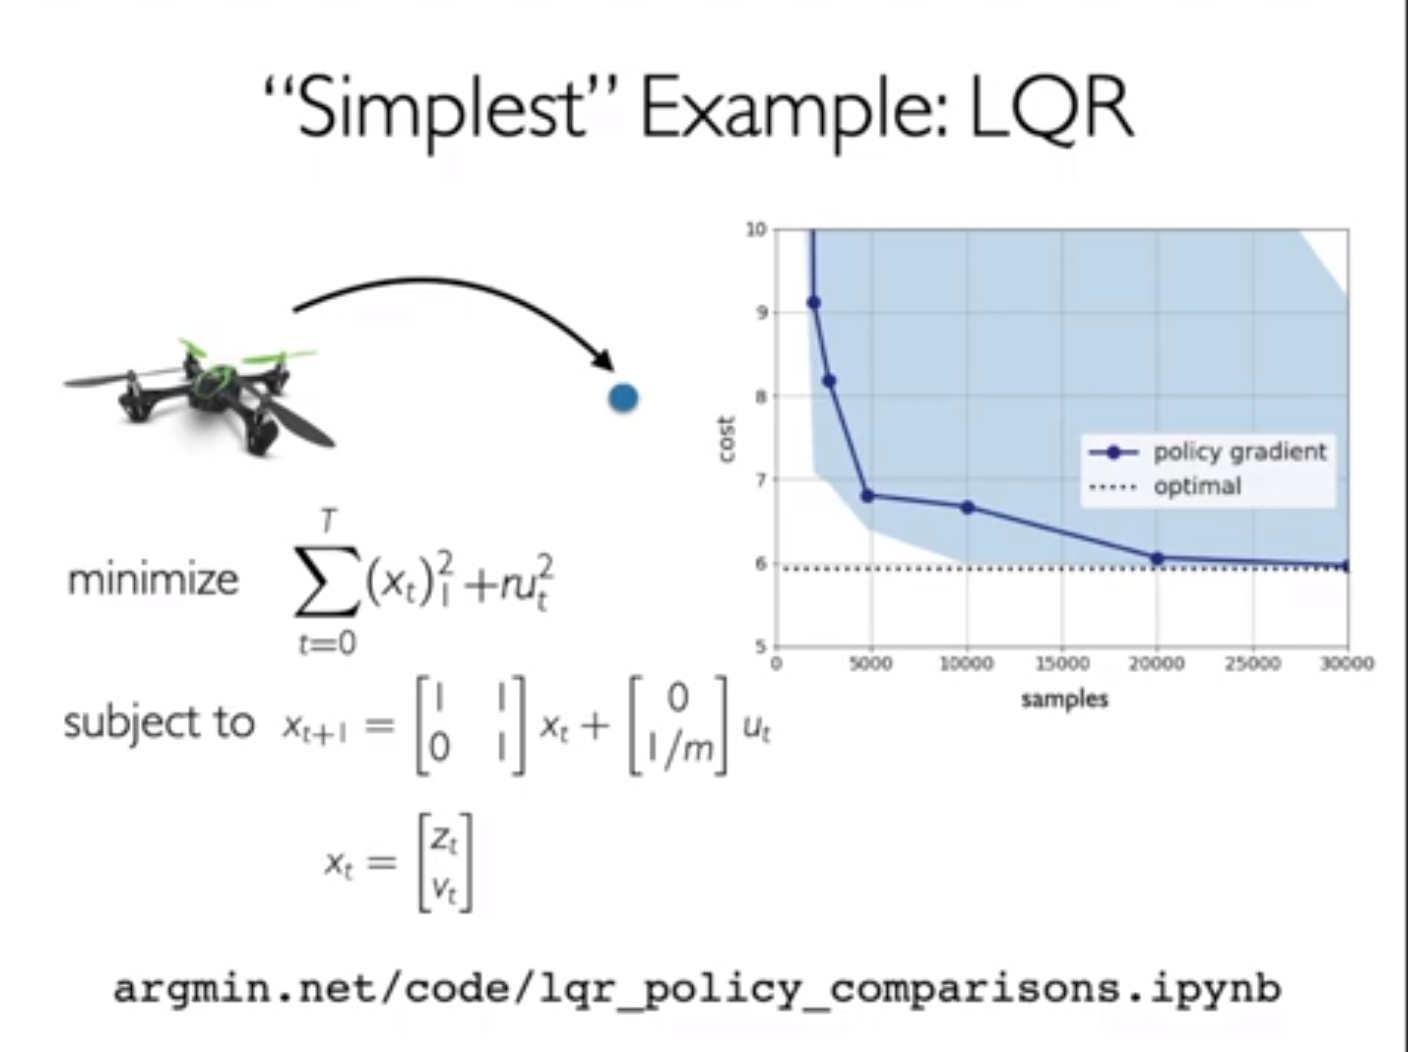 “Simplest” Example: LQR
10
9
8
7
6
5
cost
policy gradient
optimal
0 5000 10000 15000 20000 25000 30000
samples
minimize \sum_{t=0}^{T} (x_t)_1^2 + ru_t^2
subject to x_{t+1} = \begin{bmatrix} 1 & 1 \\ 0 & 1 \end{bmatrix} x_t + \begin{bmatrix} 0 \\ 1/m \end{bmatrix} u_t
x_t = \begin{bmatrix} z_t \\ v_t \end{bmatrix}
argmin.net/code/lqr_policy_comparisons.ipynb